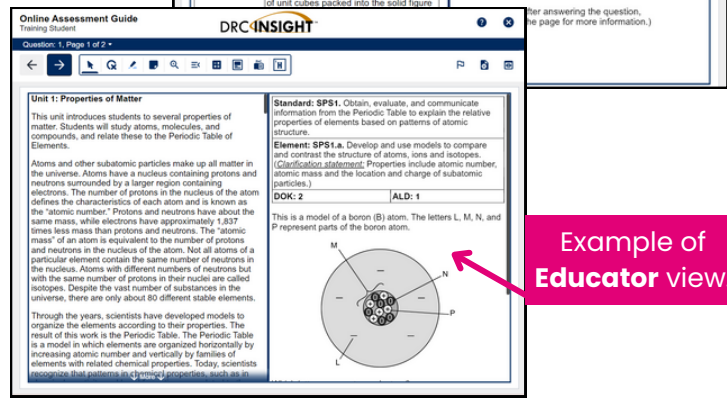 of unit cubes packed into the solid figure
fter answering the question,
he page for more information.)
Online Assessment Guide
Training Student
DRC INSIGHT
Question: 1, Page 1 of 2
Unit 1: Properties of Matter
This unit introduces students to several properties of
matter. Students will study atoms, molecules, and
compounds, and relate these to the Periodic Table of
Elements.
Atoms and other subatomic particles make up all matter in
the universe. Atoms have a nucleus containing protons and
neutrons surrounded by a larger region containing
electrons. The number of protons in the nucleus of the atom
defines the characteristics of each atom and is known as
the "atomic number." Protons and neutrons have about the
same mass, while electrons have approximately 1,837
times less mass than protons and neutrons. The "atomic
mass" of an atom is equivalent to the number of protons
and neutrons in the nucleus of the atom. Not all atoms of a
particular element contain the same number of neutrons in
the nucleus. Atoms with different numbers of neutrons but
with the same number of protons in their nuclei are called
isotopes. Despite the vast number of substances in the
universe, there are only about 80 different stable elements.
Through the years, scientists have developed models to
organize the elements according to their properties. The
result of this work is the Periodic Table. The Periodic Table
is a model in which elements are organized horizontally by
increasing atomic number and vertically by families of
elements with related chemical properties. Today, scientists
recognize that patterns in chemical properties, such as in
Standard: SPS1. Obtain, evaluate, and communicate
information from the Periodic Table to explain the relative
properties of elements based on patterns of atomic
structure.
Element: SPS1.a. Develop and use models to compare
and contrast the structure of atoms, ions and isotopes.
(Clarification statement: Properties include atomic number,
atomic mass and the location and charge of subatomic
particles.)
DOK: 2
ALD: 1
This is a model of a boron (B) atom. The letters L, M, N, and
P represent parts of the boron atom.
M
N
P
L
Example of
Educator view